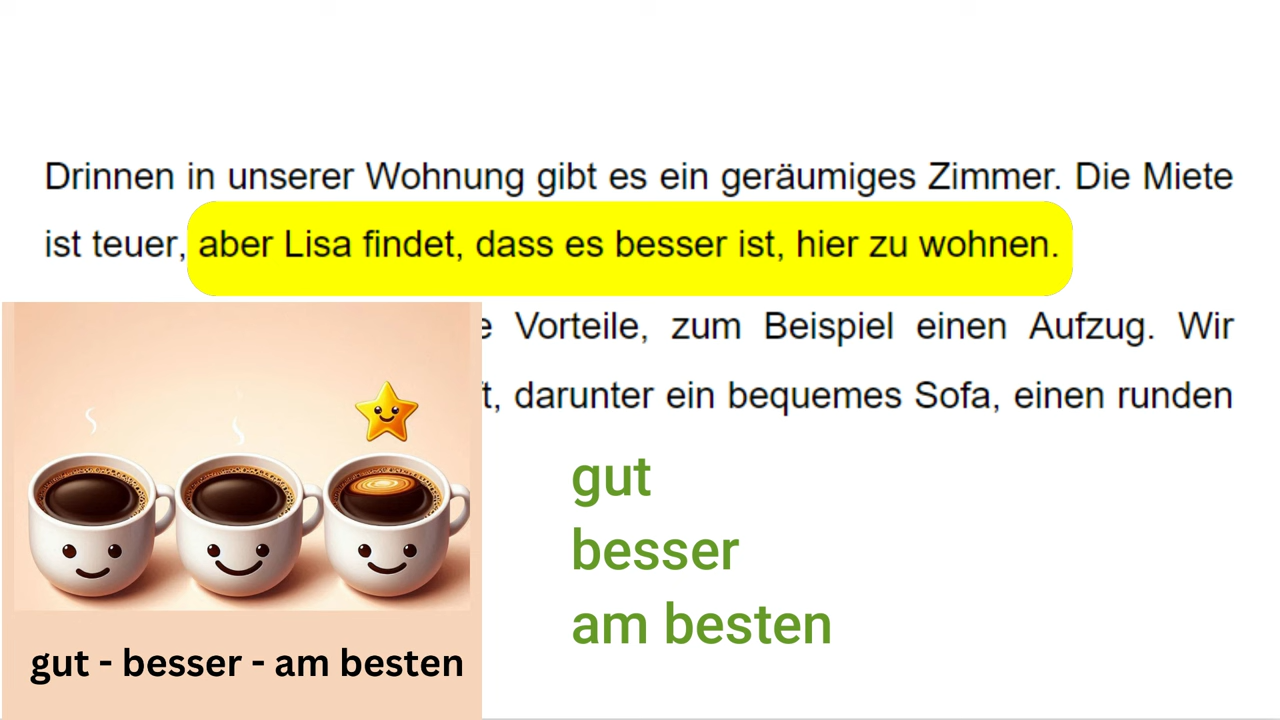 Drinnen in unserer Wohnung gibt es ein geräumiges Zimmer. Die Miete
ist teuer, aber Lisa findet, dass es besser ist, hier zu wohnen.
Vorteile, zum Beispiel einen Aufzug. Wir
darunter ein bequemes Sofa, einen runden
gut
besser
am besten
gut - besser - am besten